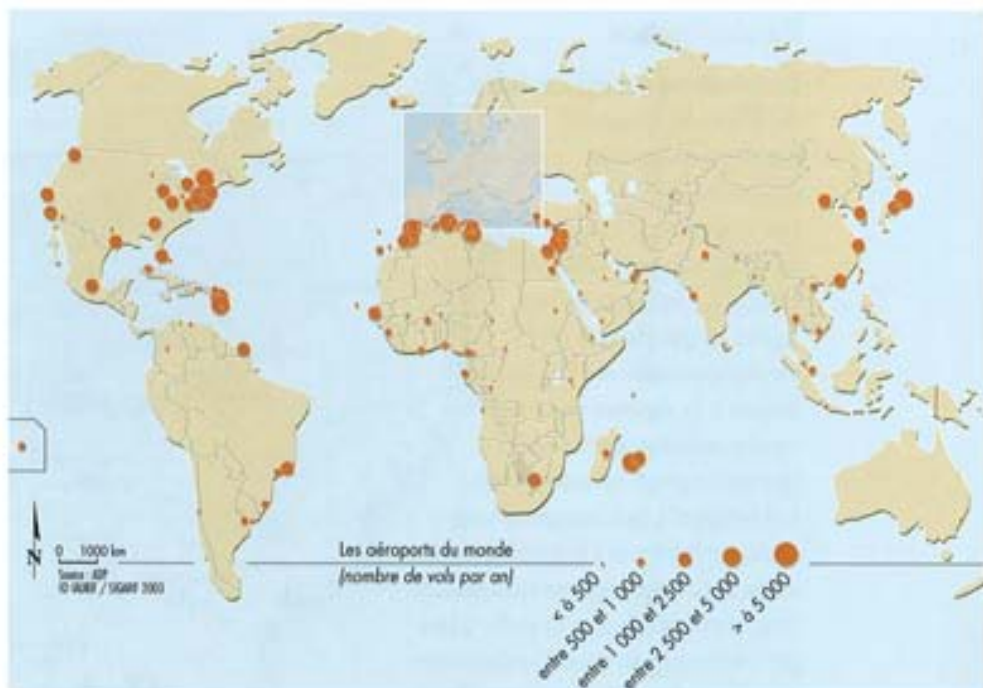 N
0 1000 km
Source : ADP
© IAURIF / SIGART 2003
Les aéroports du monde
(nombre de vols par an)
< à 500
entre 500 et 1 000
entre 1 000 et 2 500
entre 2 500 et 5 000
> à 5 000